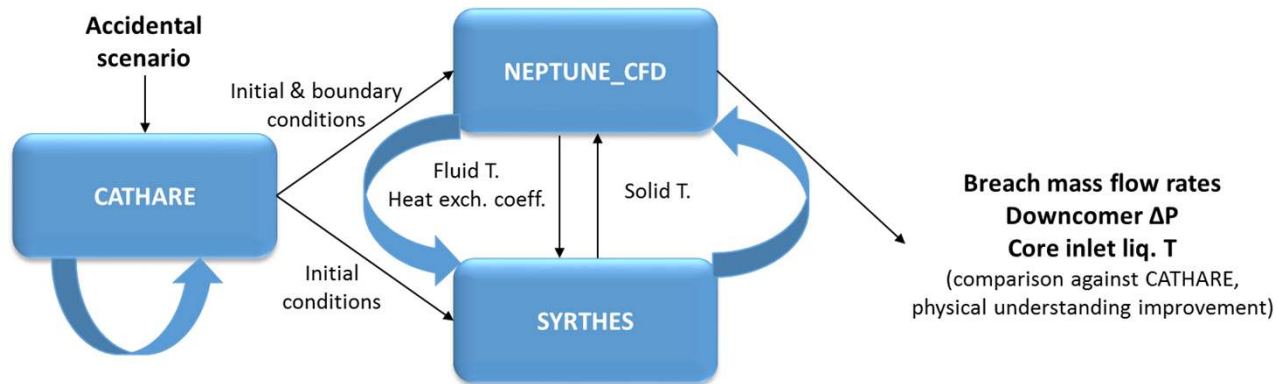 Accidental
scenario
CATHARE
Initial & boundary
conditions
Initial
conditions
NEPTUNE_CFD
Fluid T.
Heat exch. coeff.
Solid T.
SYRTHES
Breach mass flow rates
Downcomer ΔP
Core inlet liq. T
(comparison against CATHARE,
physical understanding improvement)